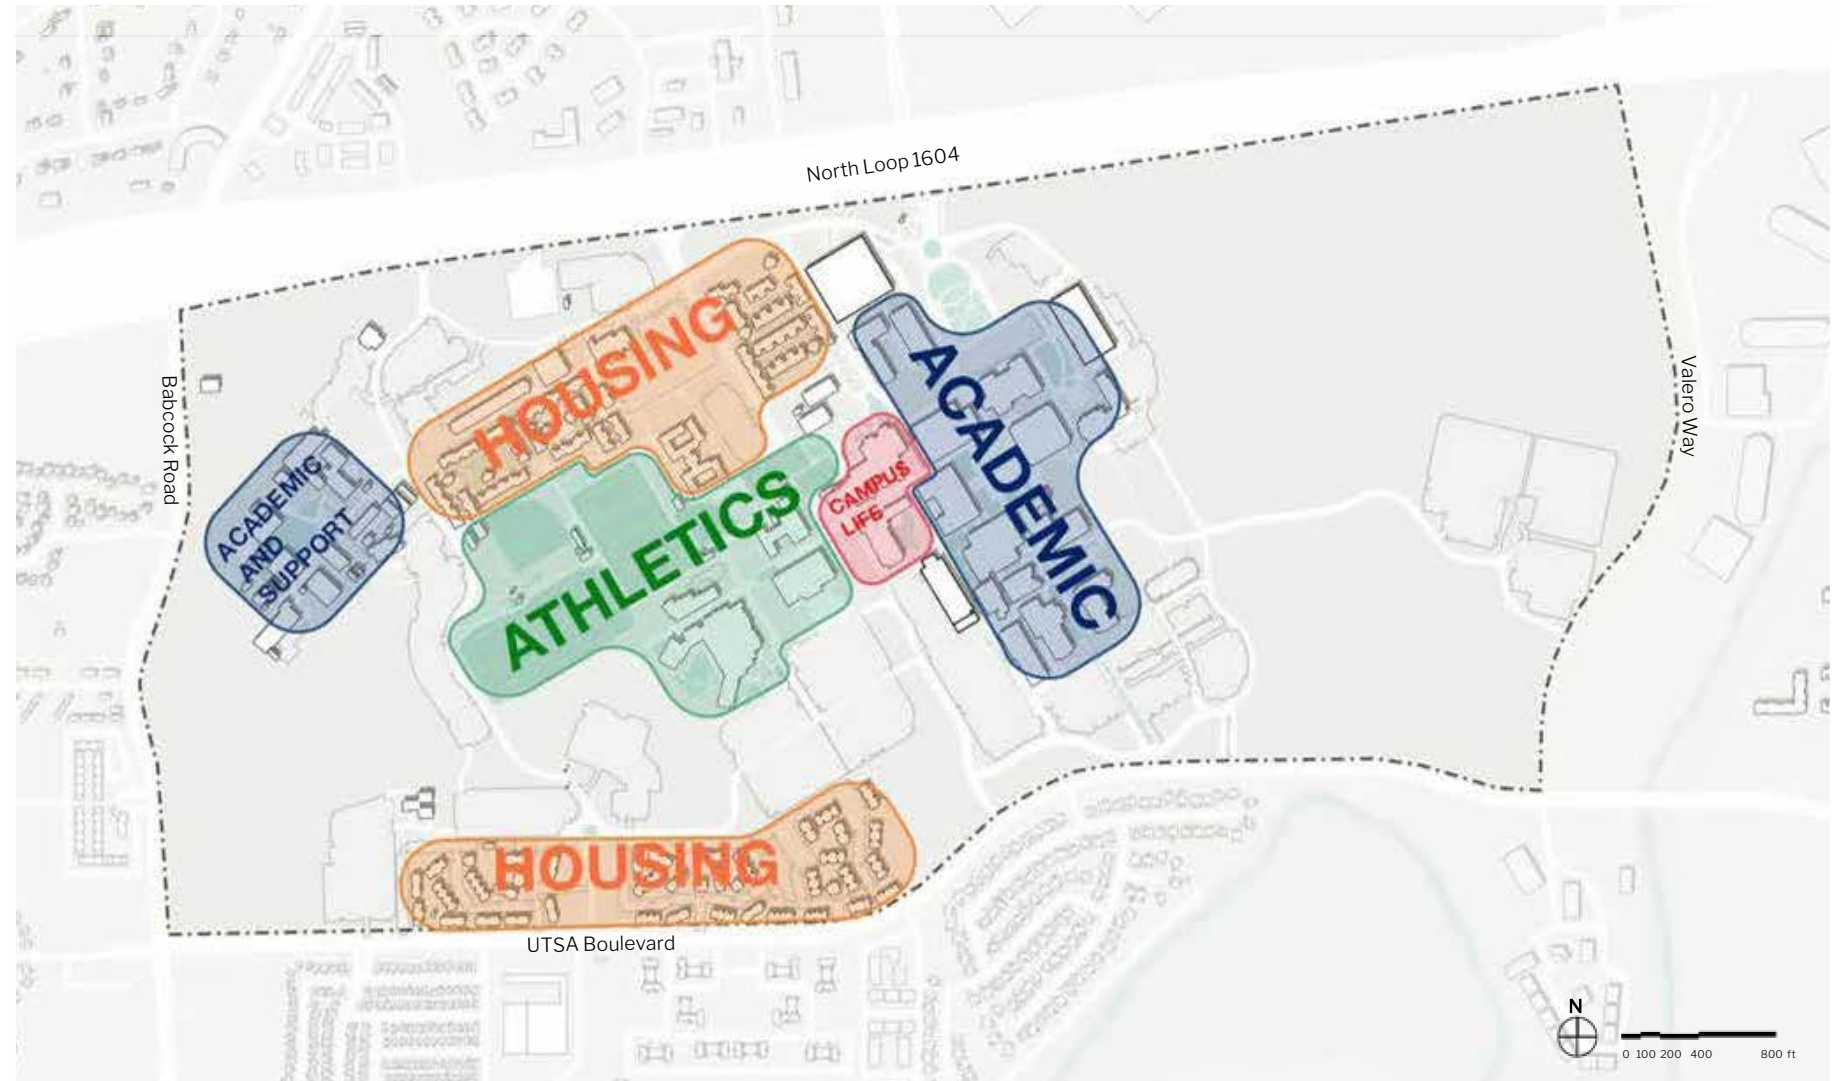 North Loop 1604
HOUSING
ACADEMIC
Babcock Road
Valero Way
ACADEMIC
AND
SUPPORT
ATHLETICS
CAMPUS
LIFE
HOUSING
UTSA Boulevard
N
0 100 200 400 800 ft